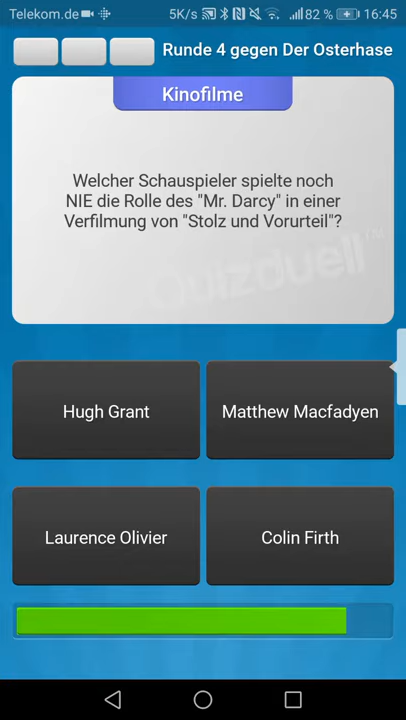 Telekom.de 5K/s 82 % 16:45
Runde 4 gegen Der Osterhase
Kinofilme
Welcher Schauspieler spielte noch
NIE die Rolle des "Mr. Darcy" in einer
Verfilmung von "Stolz und Vorurteil"?
Quizduell™
Hugh Grant
Matthew Macfadyen
Laurence Olivier
Colin Firth